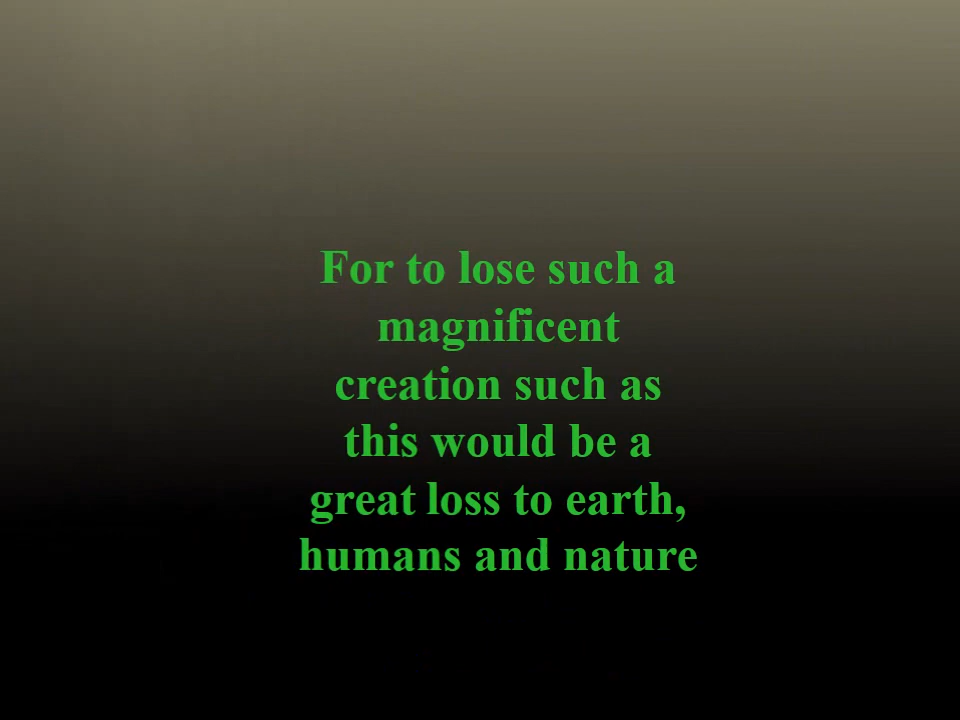 For to lose such a
magnificent
creation such as
this would be a
great loss to earth,
humans and nature